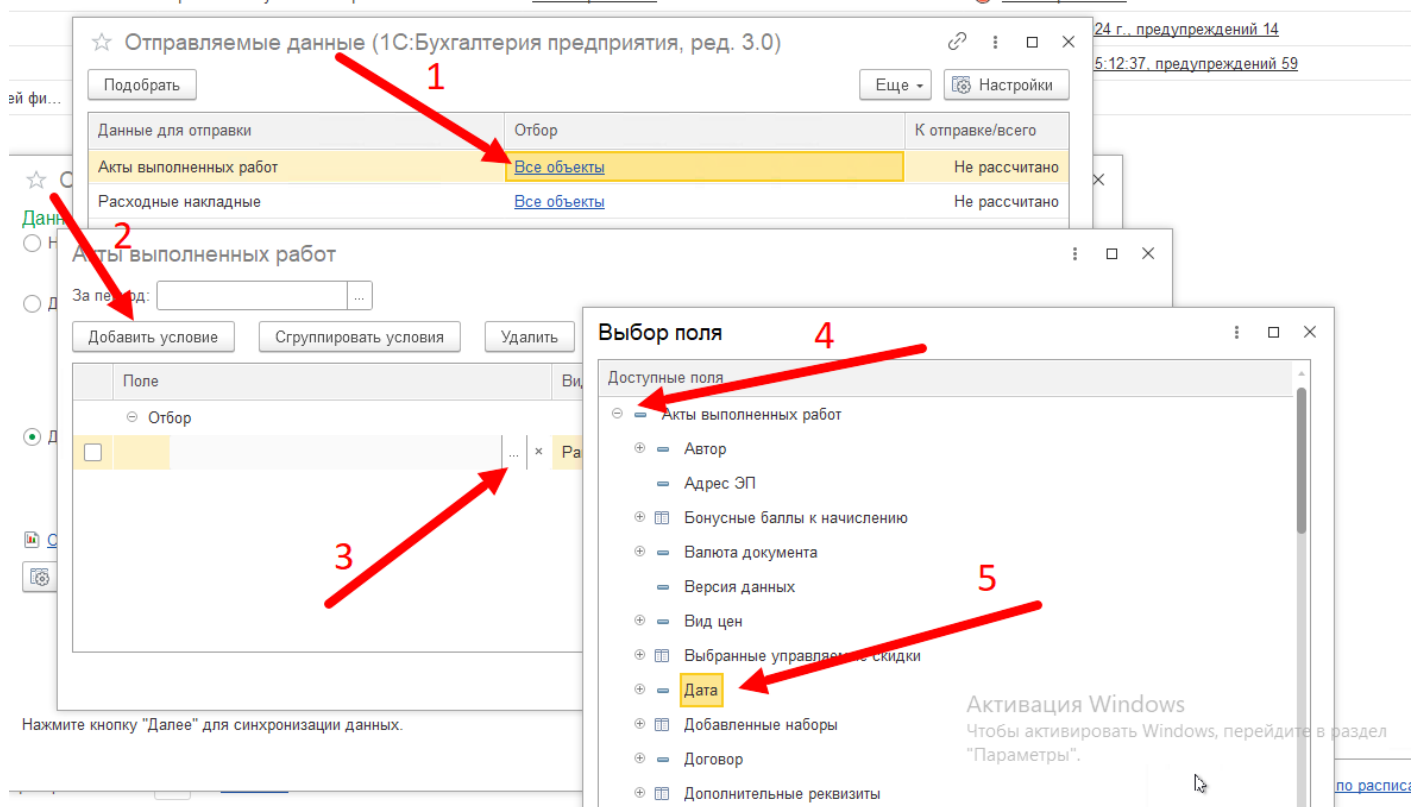 24 г., предупреждений 14
Отправляемые данные (1С:Бухгалтерия предприятия, ред. 3.0)
1
5:12:37, предупреждений 59
Подобрать
Еще
Настройки
ей фи...
Данные для отправки Отбор К отправке/всего
Акты выполненных работ Все объекты Не рассчитано
Расходные накладные Все объекты Не рассчитано
2
Акты выполненных работ
За период:
...
Добавить условие
Сгруппировать условия
Удалить
Поле
Отбор
...
Ра
3
Выбор поля
4
Доступные поля
Акты выполненных работ
Автор
Адрес ЭП
Бонусные баллы к начислению
Валюта документа
Версия данных
5
Вид цен
Выбранные управляемые скидки
Дата
Добавленные наборы
Договор
Дополнительные реквизиты
Активация Windows
Чтобы активировать Windows, перейдите в раздел
"Параметры".
Нажмите кнопку "Далее" для синхронизации данных.